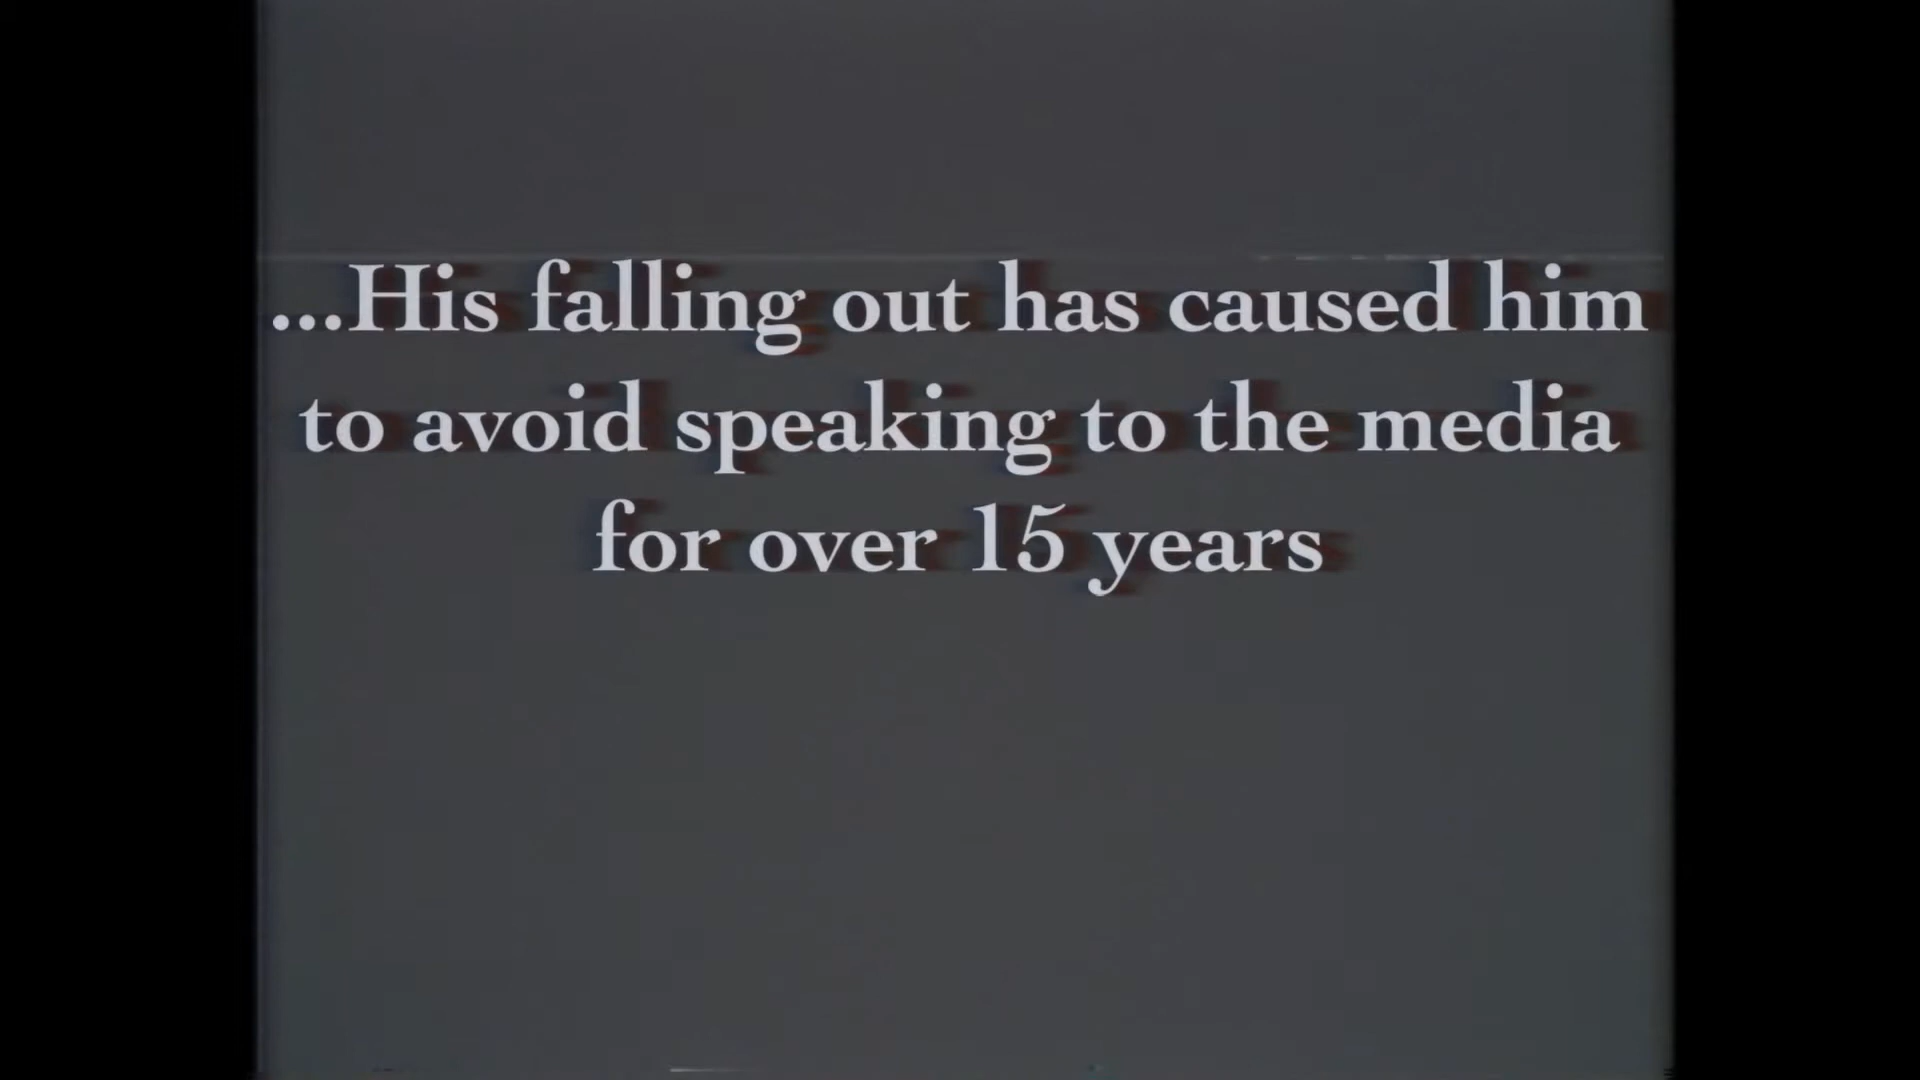 ...His falling out has caused him
to avoid speaking to the media
for over 15 years